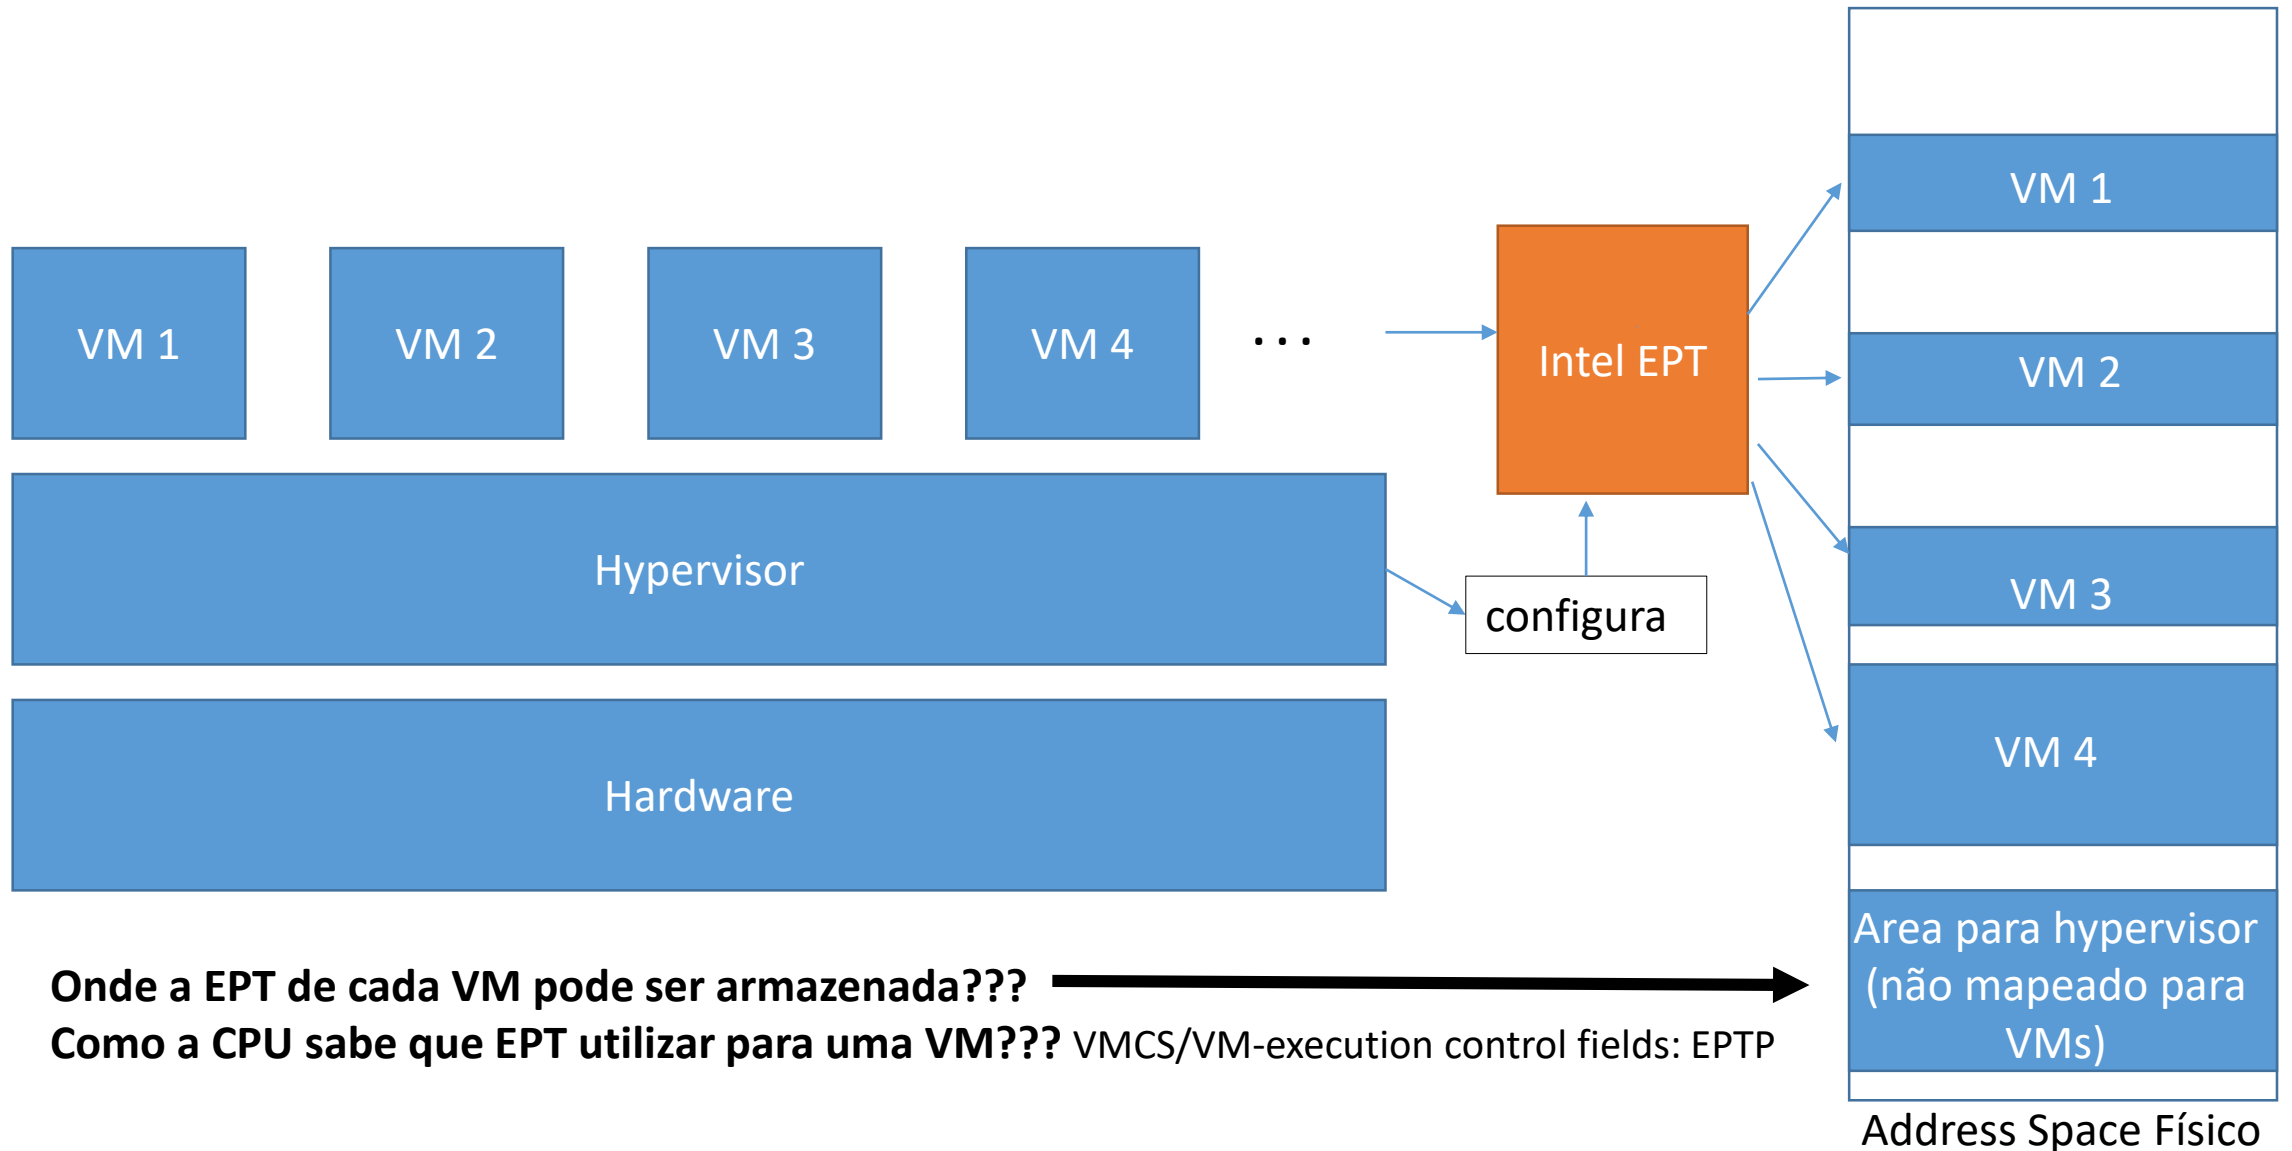 VM 1
VM 2
VM 3
VM 4
...
Intel EPT
Hypervisor
configura
Hardware
VM 1
VM 2
VM 3
VM 4
Area para hypervisor
(não mapeado para
VMs)
Address Space Físico
Onde a EPT de cada VM pode ser armazenada???
Como a CPU sabe que EPT utilizar para uma VM??? VMCS/VM-execution control fields: EPTP